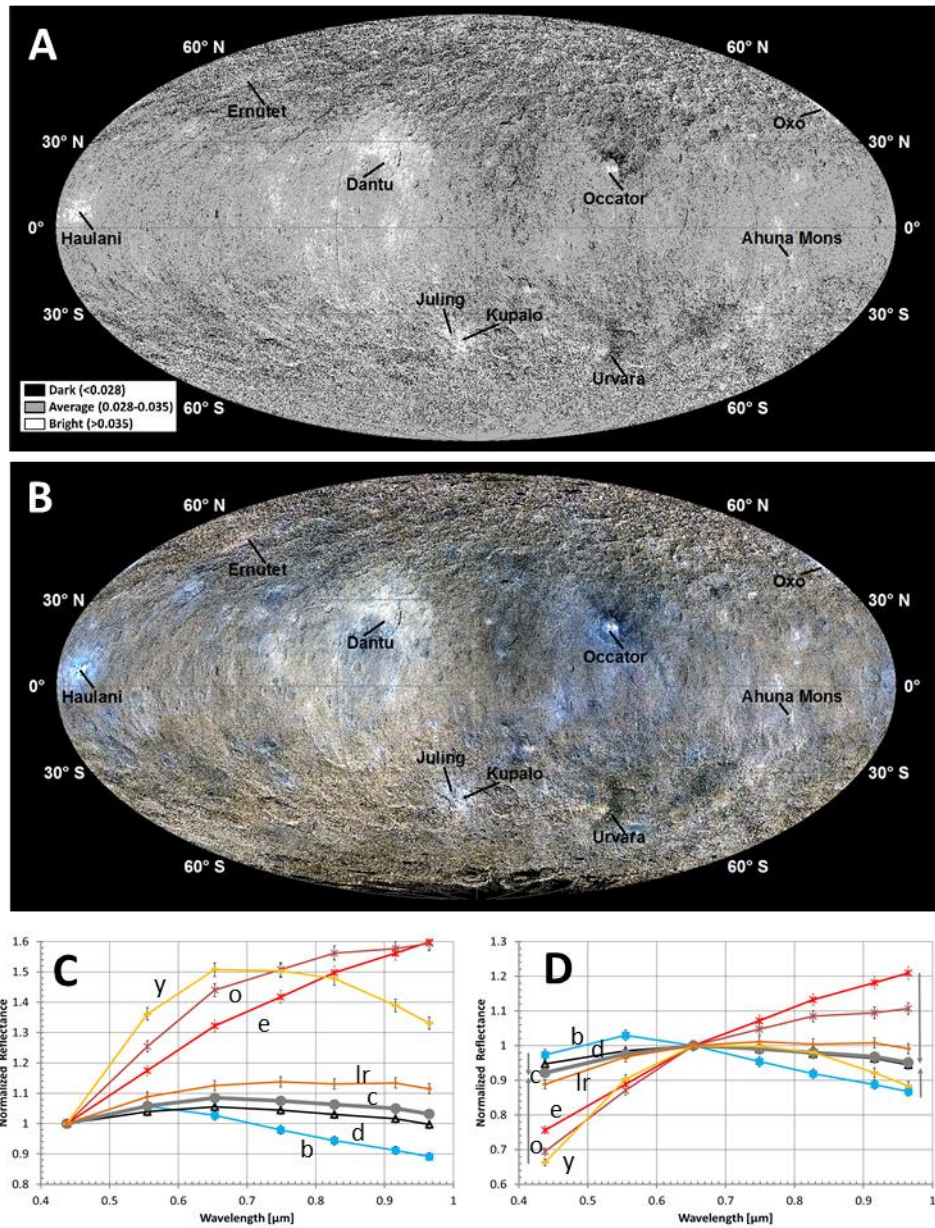 A
60° N
60° N
Ernutet
Oxo
30° N
30° N
Dantu
Occator
0°
0°
Haulani
Ahuna Mons
Juling
Kupalo
30° S
30° S
Urvara
Dark (<0.028)
Average (0.028-0.035)
Bright (>0.035)
60° S
60° S
B
60° N
60° N
Ernutet
Oxo
30° N
30° N
Dantu
Occator
0°
0°
Haulani
Ahuna Mons
Juling
Kupalo
30° S
30° S
Urvara
60° S
60° S
C
Normalized Reflectance
1.6
1.5
1.4
1.3
1.2
1.1
1
0.9
0.8
y
o
e
lr
c
d
b
0.4 0.5 0.6 0.7 0.8 0.9 1
Wavelength [µm]
D
Normalized Reflectance
1.3
1.2
1.1
1
0.9
0.8
0.7
0.6
b
d
c
lr
e
o
y
0.4 0.5 0.6 0.7 0.8 0.9 1
Wavelength [µm]